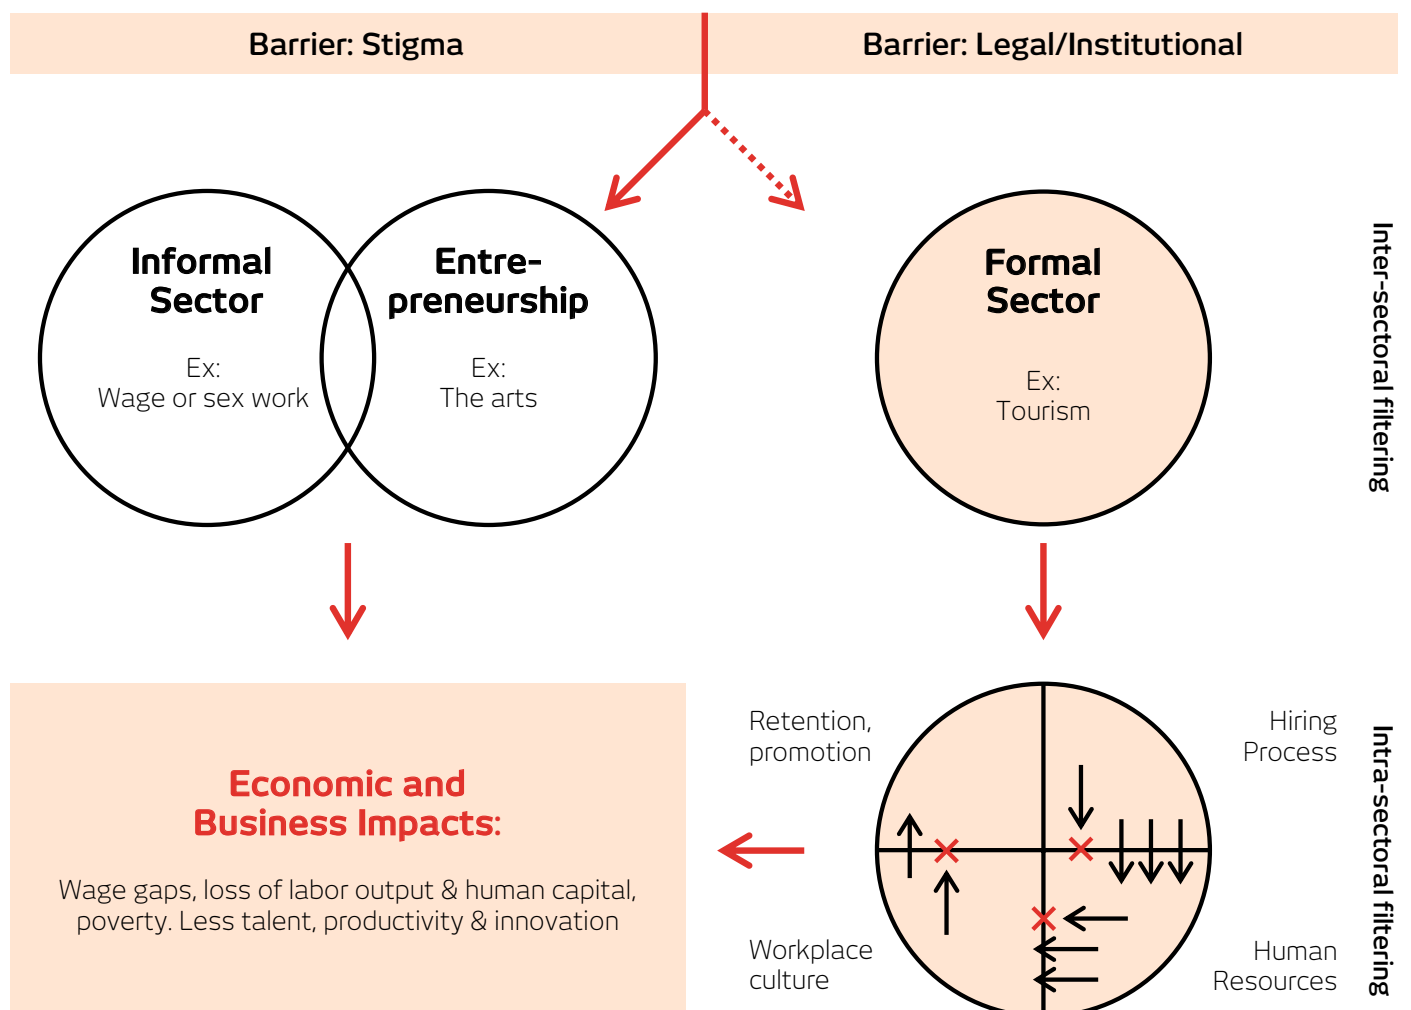 Barrier: Stigma
Barrier: Legal/Institutional
Informal
Sector
Ex:
Wage or sex work
Entre-
preneurship
Ex:
The arts
Formal
Sector
Ex:
Tourism
Inter-sectoral filtering
Economic and
Business Impacts:
Wage gaps, loss of labor output & human capital,
poverty. Less talent, productivity & innovation
Retention,
promotion
Hiring
Process
Workplace
culture
Human
Resources
Intra-sectoral filtering